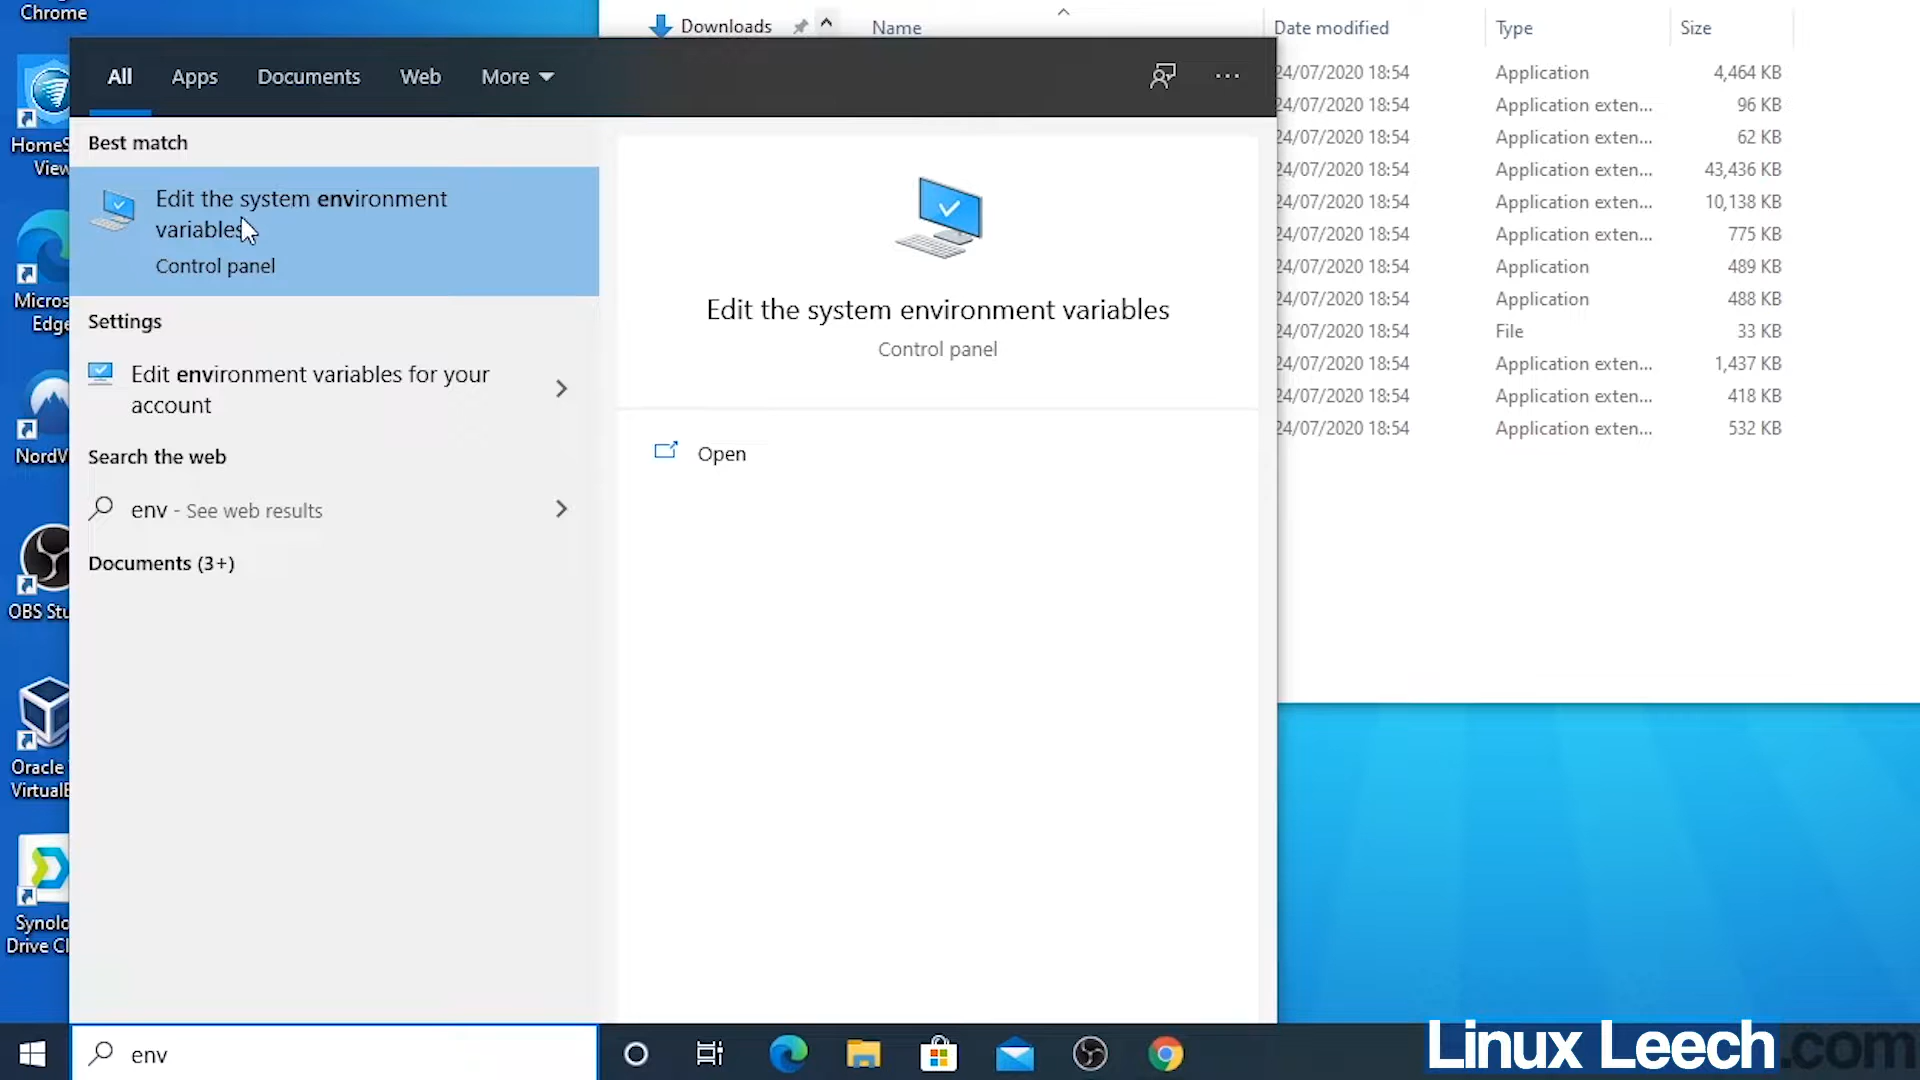 Chrome
HomeS
View
Micros
Edge
NordV
OBS Stu
Oracle
VirtualB
Synolo
Drive Cl
Downloads
Name
Date modified
Type
Size
24/07/2020 18:54 Application 4,464 KB
24/07/2020 18:54 Application exten... 96 KB
24/07/2020 18:54 Application exten... 62 KB
24/07/2020 18:54 Application exten... 43,436 KB
24/07/2020 18:54 Application exten... 10,138 KB
24/07/2020 18:54 Application exten... 775 KB
24/07/2020 18:54 Application 489 KB
24/07/2020 18:54 Application 488 KB
24/07/2020 18:54 File 33 KB
24/07/2020 18:54 Application exten... 1,437 KB
24/07/2020 18:54 Application exten... 418 KB
24/07/2020 18:54 Application exten... 532 KB
All Apps Documents Web More
Best match
Edit the system environment
variables
Control panel
Settings
Edit environment variables for your
account
Search the web
env - See web results
Documents (3+)
Edit the system environment variables
Control panel
Open
env
Linux Leech.com